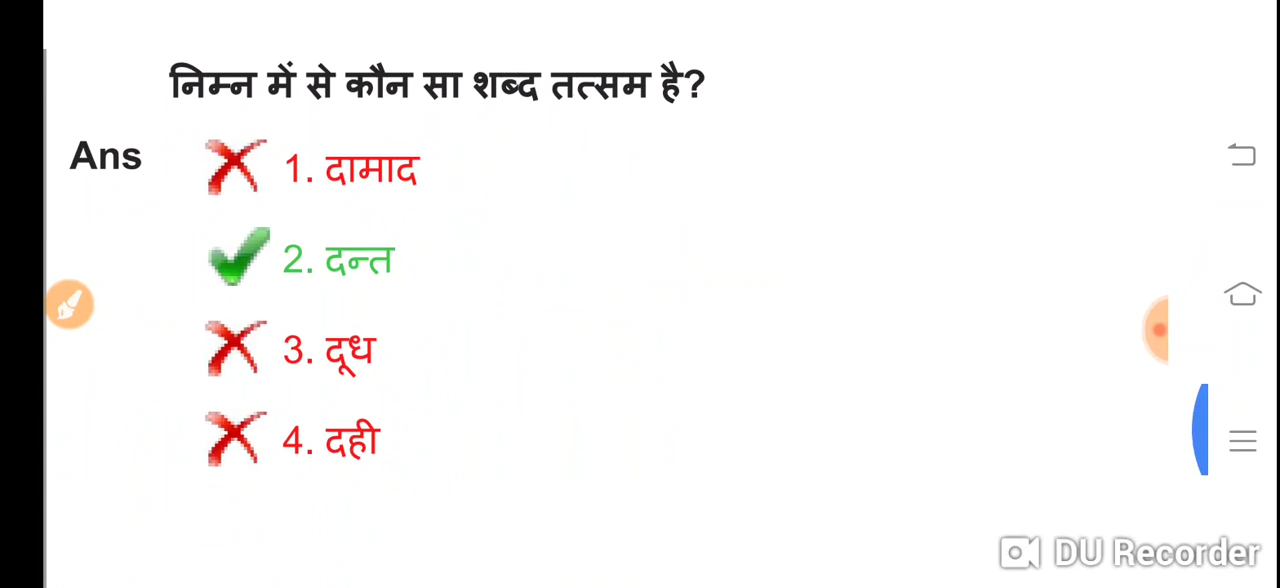 निम्न में से कौन सा शब्द तत्सम है?
Ans
1. दामाद
2. दन्त
3. दूध
4. दही
DU Recorder